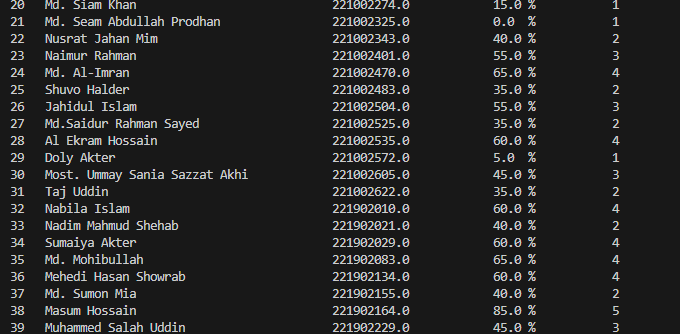 20 Md. Siam Khan 221002274.0 15.0 % 1
21 Md. Seam Abdullah Prodhan 221002325.0 0.0 % 1
22 Nusrat Jahan Mim 221002343.0 40.0 % 2
23 Naimur Rahman 221002401.0 55.0 % 3
24 Md. Al-Imran 221002470.0 65.0 % 4
25 Shuvo Halder 221002483.0 35.0 % 2
26 Jahidul Islam 221002504.0 55.0 % 3
27 Md.Saidur Rahman Sayed 221002525.0 35.0 % 2
28 Al Ekram Hossain 221002535.0 60.0 % 4
29 Doly Akter 221002572.0 5.0 % 1
30 Most. Ummay Sania Sazzat Akhi 221002605.0 45.0 % 3
31 Taj Uddin 221002622.0 35.0 % 2
32 Nabila Islam 221902010.0 60.0 % 4
33 Nadim Mahmud Shehab 221902021.0 40.0 % 2
34 Sumaiya Akter 221902029.0 60.0 % 4
35 Md. Mohibullah 221902083.0 65.0 % 4
36 Mehedi Hasan Showrab 221902134.0 60.0 % 4
37 Md. Sumon Mia 221902155.0 40.0 % 2
38 Masum Hossain 221902164.0 85.0 % 5
39 Muhammed Salah Uddin 221902229.0 45.0 % 3